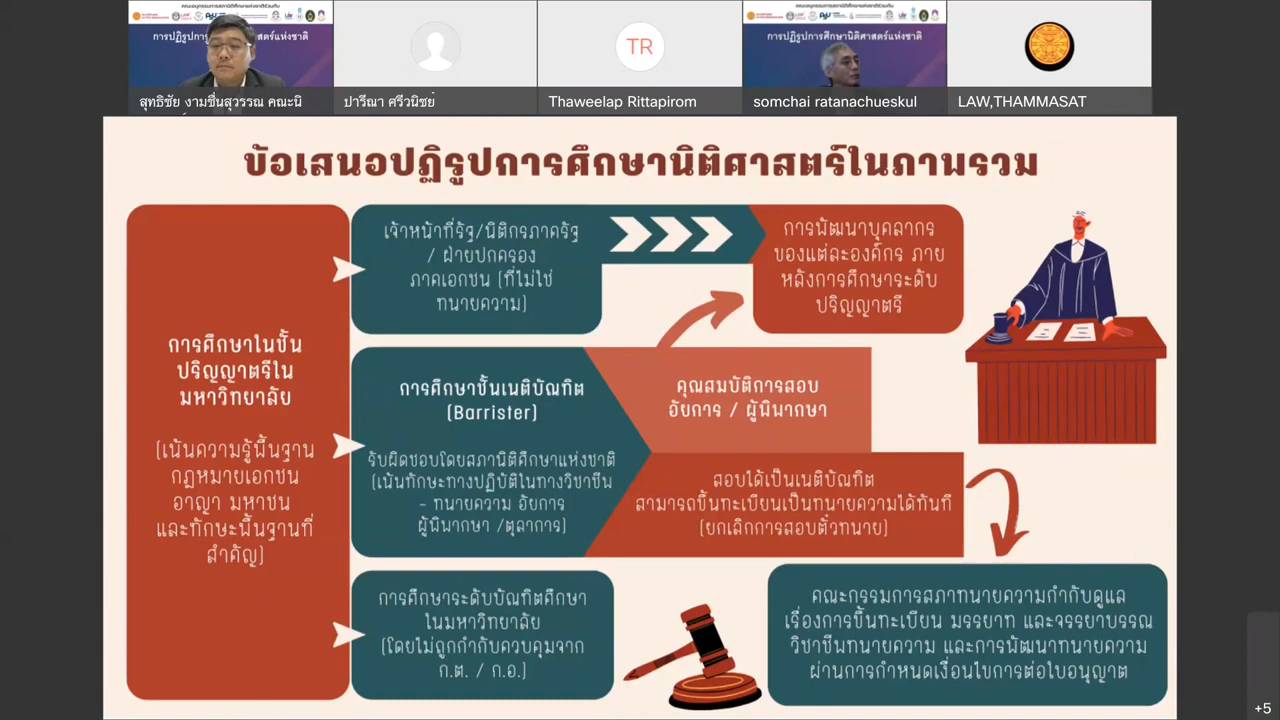 คณะอนุกรรมการสภานิติศึกษาแห่งชาติร่วมกับ
การปฏิรูปการศึกษานิติศาสตร์แห่งชาติ
TR
สุทธิชัย งามชื่นสุวรรณ คณะนิ
ปารีณา ศรีวนิชย์
Thaweelap Rittapirom
somchai ratanachueskul
LAW,THAMMASAT
ข้อเสนอปฏิรูปการศึกษานิติศาสตร์ในภาพรวม
การศึกษาในชั้น
ปริญญาตรีใน
มหาวิทยาลัย
(เน้นความรู้พื้นฐาน
กฎหมายเอกชน
อาญา มหาชน
และทักษะพื้นฐานที่
สำคัญ)
เจ้าหน้าที่รัฐ/นิติกรภาครัฐ
/ ฝ่ายปกครอง
ภาคเอกชน (ที่ไม่ใช่
ทนายความ)
การพัฒนาบุคลากร
ของแต่ละองค์กร ภาย
หลังการศึกษาระดับ
ปริญญาตรี
การศึกษาชั้นเนติบัณฑิต
(Barrister)
รับผิดชอบโดยสภานิติศึกษาแห่งชาติ
(เน้นทักษะทางปฏิบัติในทางวิชาชีพ
- ทนายความ อัยการ
ผู้พิพากษา /ตุลาการ)
คุณสมบัติการสอบ
อัยการ / ผู้พิพากษา
สอบได้เป็นเนติบัณฑิต
สามารถขึ้นทะเบียนเป็นทนายความได้ทันที
(ยกเลิกการสอบตั๋วทนาย)
การศึกษาระดับบัณฑิตศึกษา
ในมหาวิทยาลัย
(โดยไม่ถูกกำกับควบคุมจาก
ก.ต. / ก.อ.)
คณะกรรมการสภาทนายความกำกับดูแล
เรื่องการขึ้นทะเบียน มรรยาท และจรรยาบรรณ
วิชาชีพทนายความ และการพัฒนาทนายความ
ผ่านการกำหนดเงื่อนไขการต่อใบอนุญาต
+5